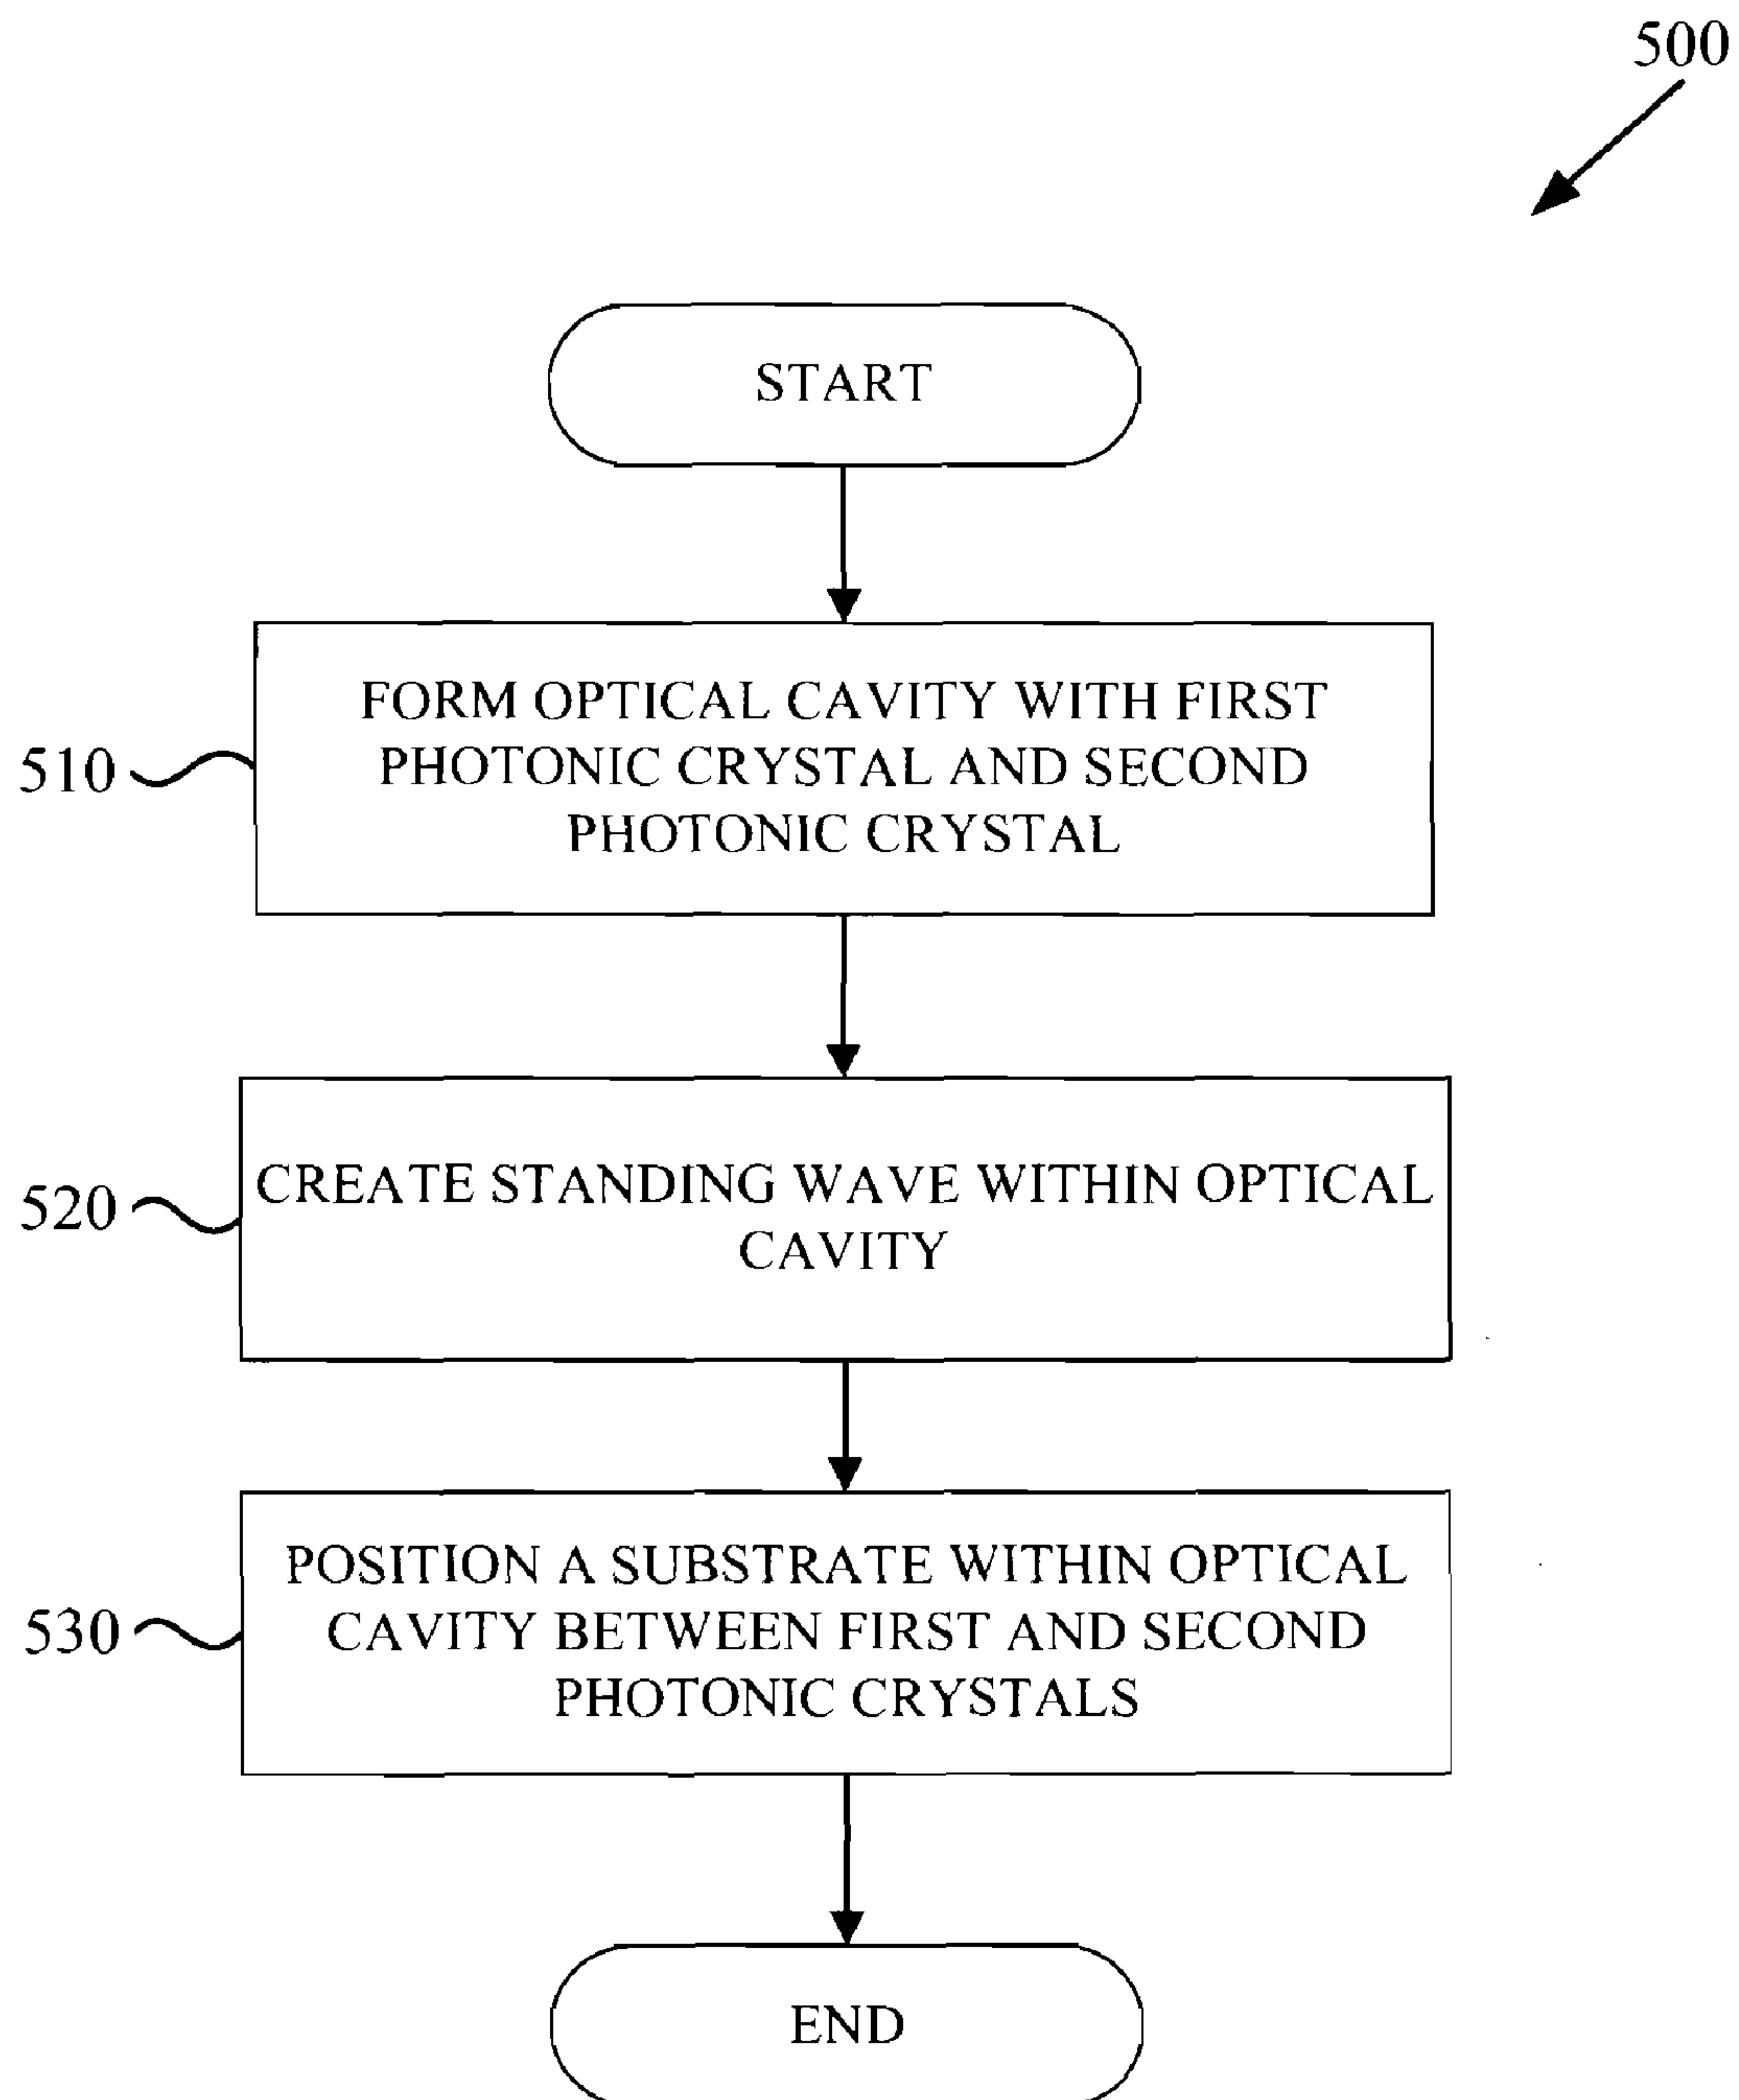 500
START
510
FORM OPTICAL CAVITY WITH FIRST
PHOTONIC CRYSTAL AND SECOND
PHOTONIC CRYSTAL
520
CREATE STANDING WAVE WITHIN OPTICAL
CAVITY
530
POSITION A SUBSTRATE WITHIN OPTICAL
CAVITY BETWEEN FIRST AND SECOND
PHOTONIC CRYSTALS
END